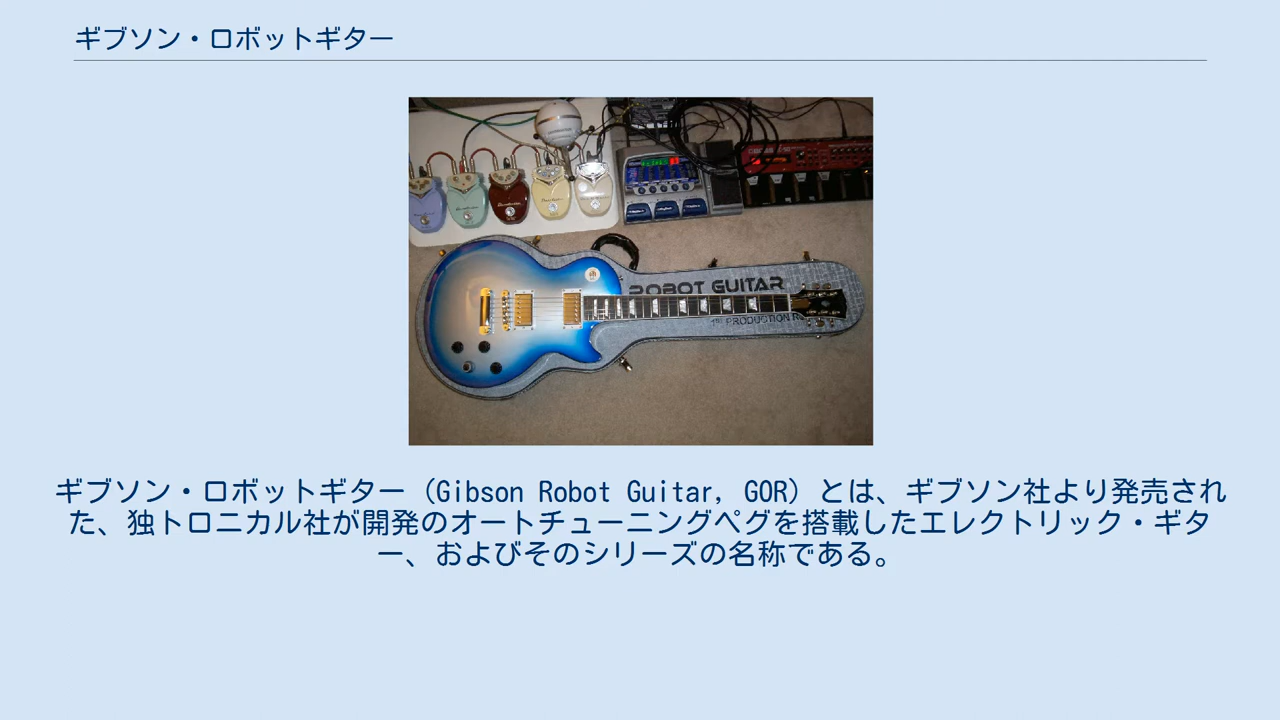 ギブソン・ロボットギター
ROBOT GUITAR
PRODUCTION
ギブソン・ロボットギター（Gibson Robot Guitar, GOR）とは、ギブソン社より発売され
た、独トロニカル社が開発のオートチューニングペグを搭載したエレクトリック・ギタ
ー、およびそのシリーズの名称である。